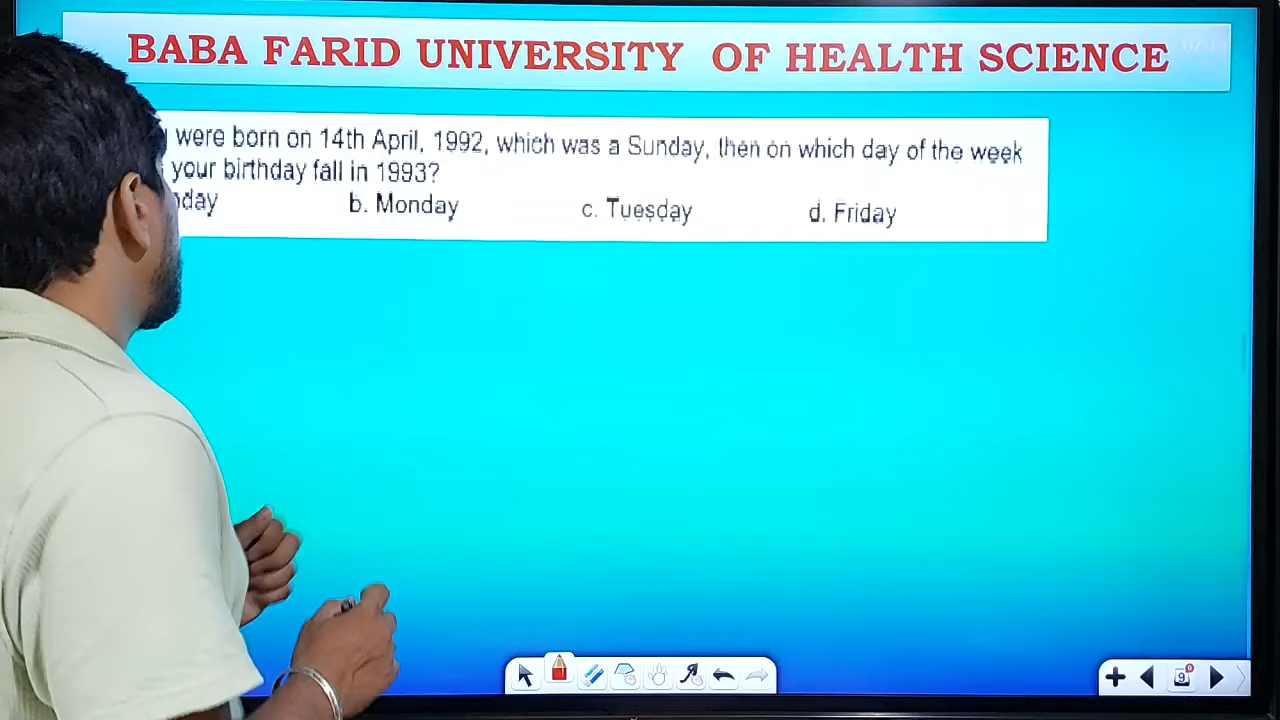 BABA FARID UNIVERSITY OF HEALTH SCIENCE
were born on 14th April, 1992, which was a Sunday, then on which day of the week
your birthday fall in 1993?
b. Monday c. Tuesday d. Friday
9